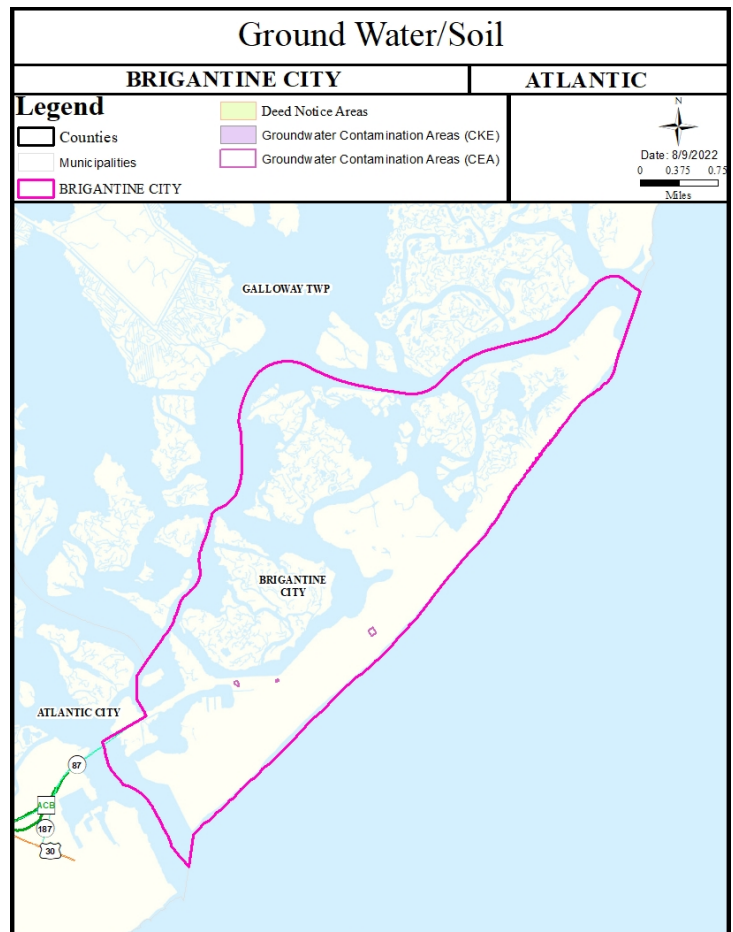 Ground Water/Soil
BRIGANTINE CITY
ATLANTIC
Legend
Counties
Municipalities
BRIGANTINE CITY
Deed Notice Areas
Groundwater Contamination Areas (CKE)
Groundwater Contamination Areas (CEA)
N
Date: 8/9/2022
0 0.375 0.75
Miles
GALLOWAY TWP
BRIGANTINE
CITY
ATLANTIC CITY
87
ACB
187
30